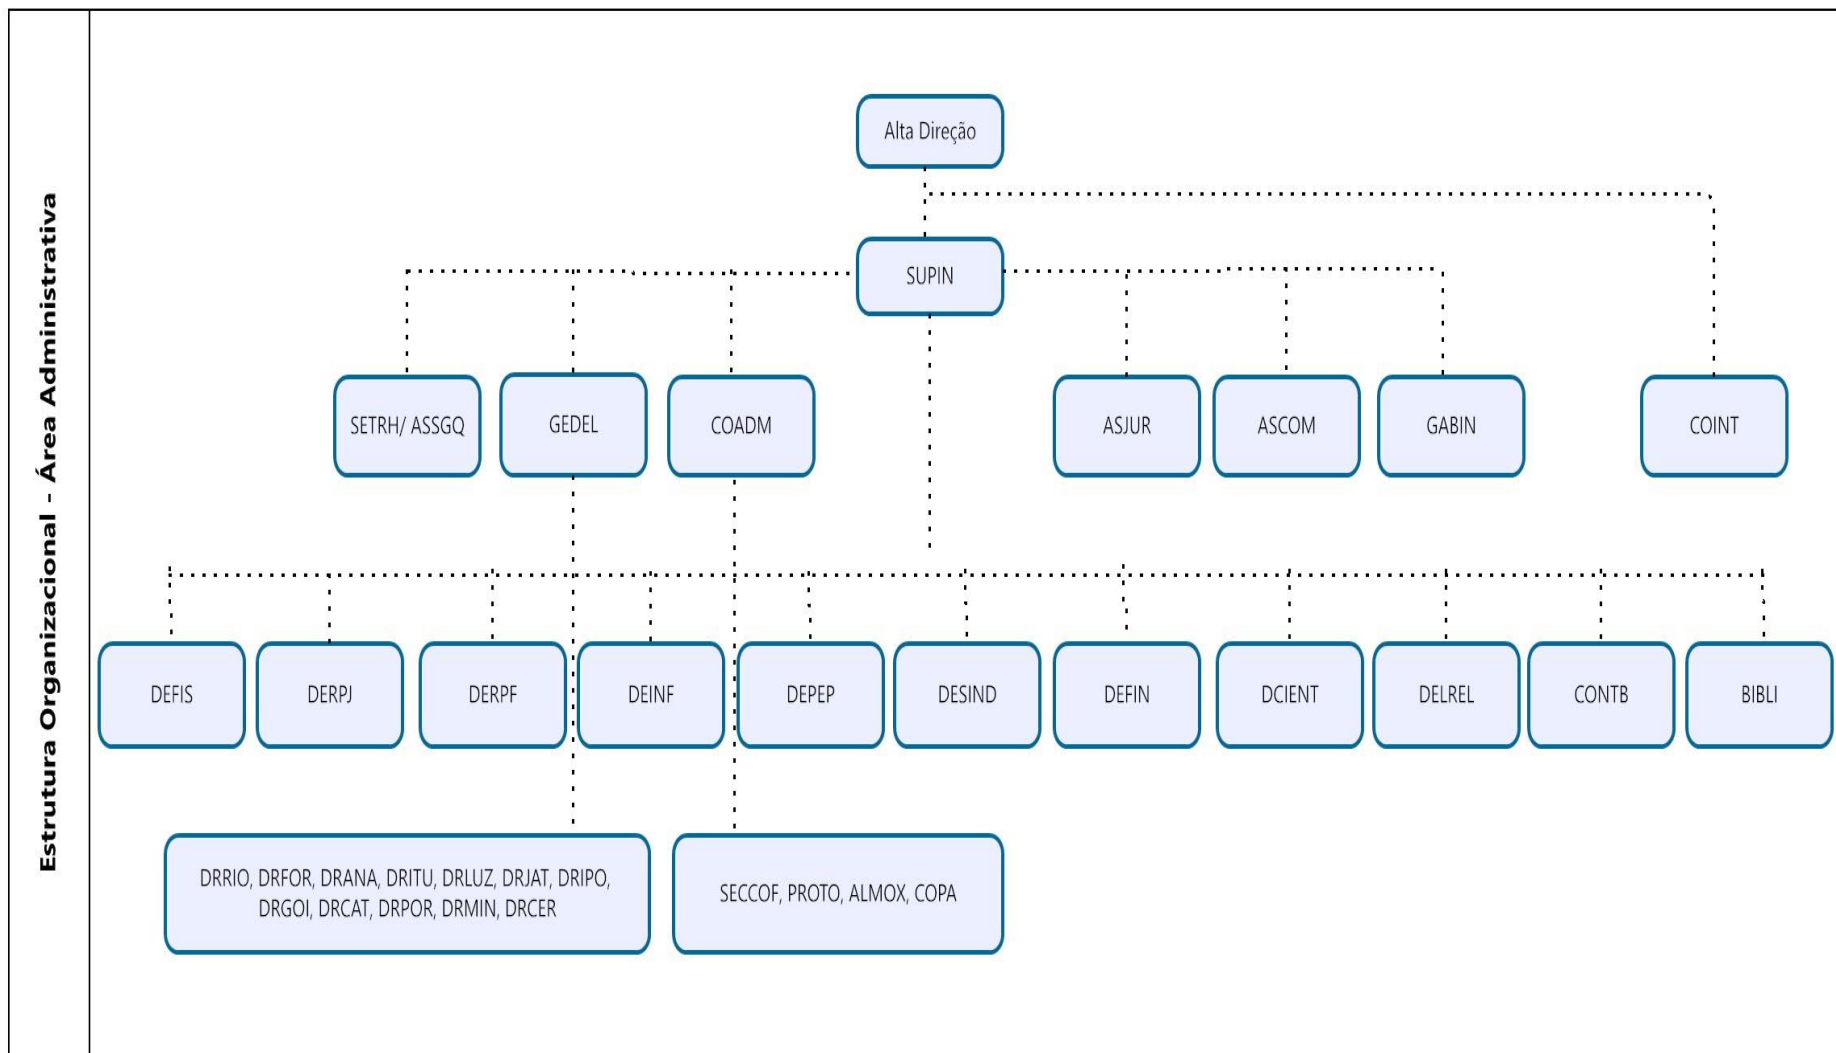 Estrutura Organizacional - Área Administrativa
Alta Direção
SUPIN
SETRH/ ASSGQ
GEDEL
COADM
ASJUR
ASCOM
GABIN
COINT
DEFIS
DERPJ
DERPF
DEINF
DEPEP
DESIND
DEFIN
DCIENT
DELREL
CONTB
BIBLI
DRRIO, DRFOR, DRANA, DRITU, DRLUZ, DRJAT, DRIPO,
DRGOI, DRCAT, DRPOR, DRMIN, DRCER
SECCOF, PROTO, ALMOX, COPA